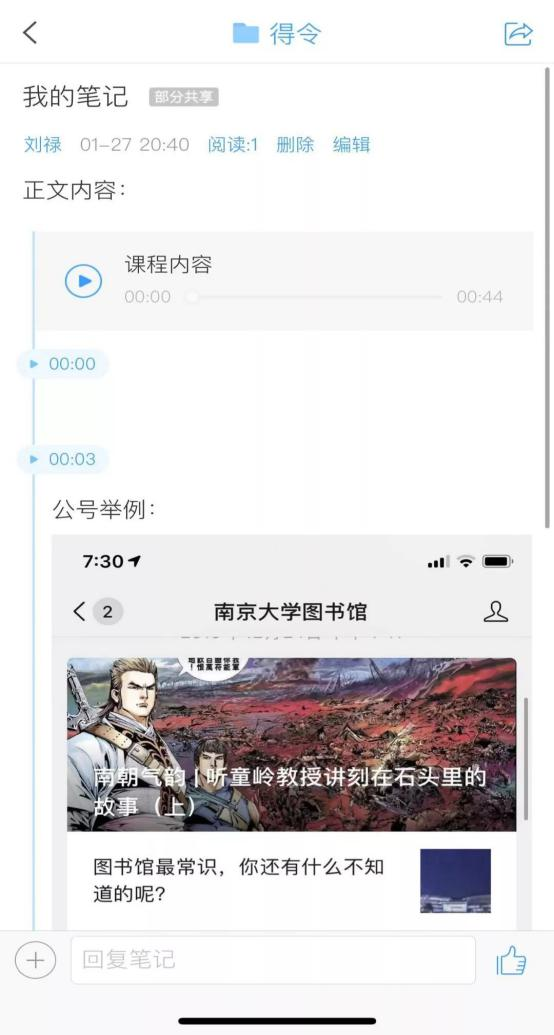 得令
我的笔记 部分共享
刘禄 01-27 20:40 阅读:1 删除 编辑
正文内容：
课程内容
00:00 00:44
00:00
00:03
公号举例：
7:30
2 南京大学图书馆
南朝气韵 | 听童岭教授讲刻在石头里的
故事（上）
图书馆最常识，你还有什么不知
道的呢？
回复笔记